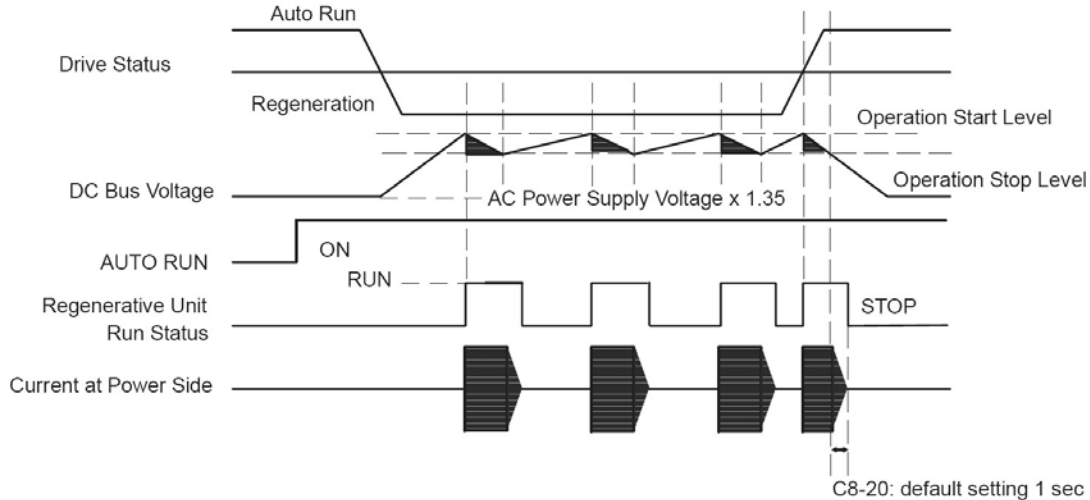 Auto Run
Drive Status
Regeneration
Operation Start Level
DC Bus Voltage
Operation Stop Level
AC Power Supply Voltage x 1.35
ON
AUTO RUN
RUN
Regenerative Unit
Run Status
STOP
Current at Power Side
C8-20: default setting 1 sec